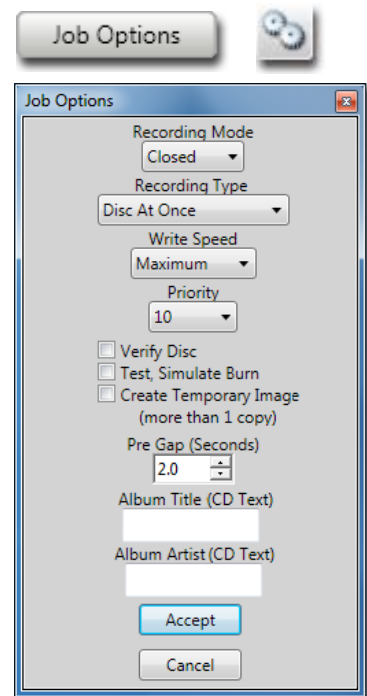 Job Options
Job Options
Recording Mode
Closed
Recording Type
Disc At Once
Write Speed
Maximum
Priority
10
Verify Disc
Test, Simulate Burn
Create Temporary Image
(more than 1 copy)
Pre Gap (Seconds)
2.0
Album Title (CD Text)
Album Artist (CD Text)
Accept
Cancel